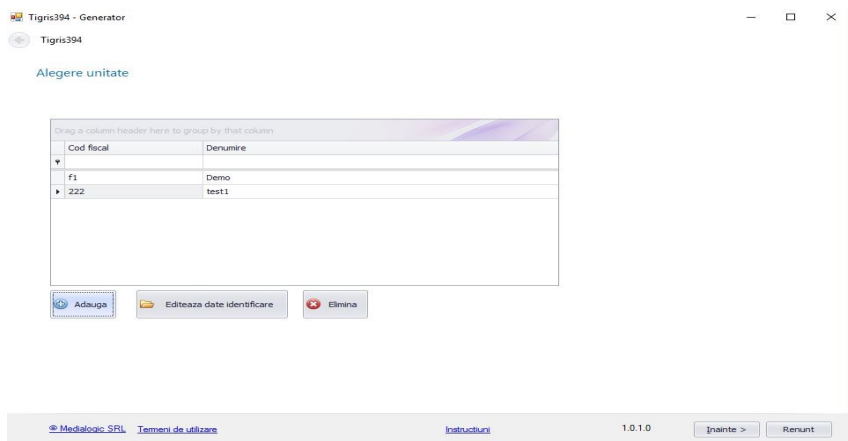 Tigris394 - Generator
Tigris394
Alegere unitate
Drag a column header here to group by that column
Cod fiscal Denumire
f1 Demo
222 test1
Adauga Editeaza date identificare Elimina
® Medialogic SRL Termeni de utilizare Instructiuni 1.0.1.0 Inainte > Renunt